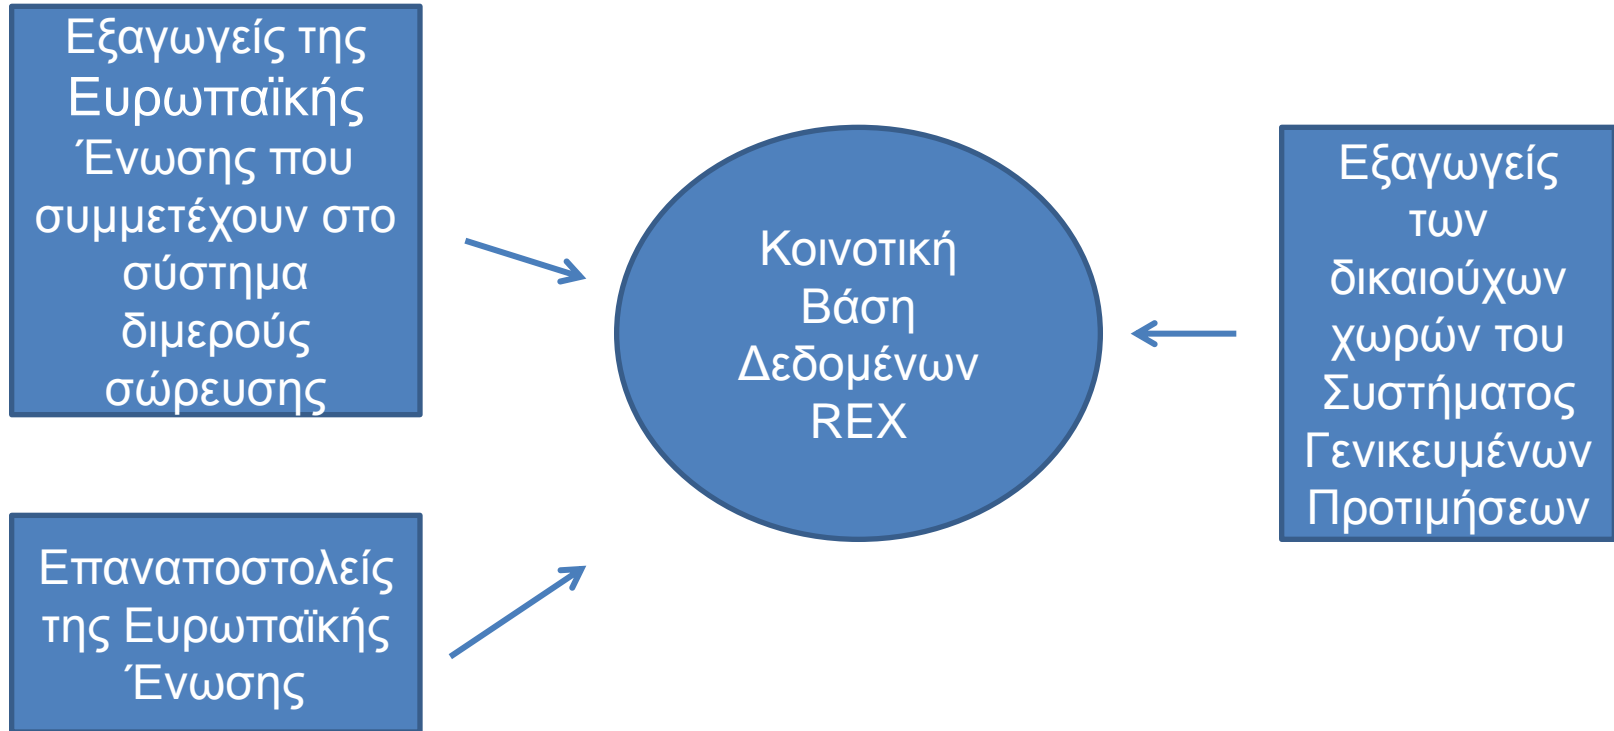 Εξαγωγείς της
Ευρωπαϊκής
Ένωσης που
συμμετέχουν στο
σύστημα
διμερούς
σώρευσης
Επαναποστολείς
της Ευρωπαϊκής
Ένωσης
Κοινοτική
Βάση
Δεδομένων
REX
Εξαγωγείς
των
δικαιούχων
χωρών του
Συστήματος
Γενικευμένων
Προτιμήσεων